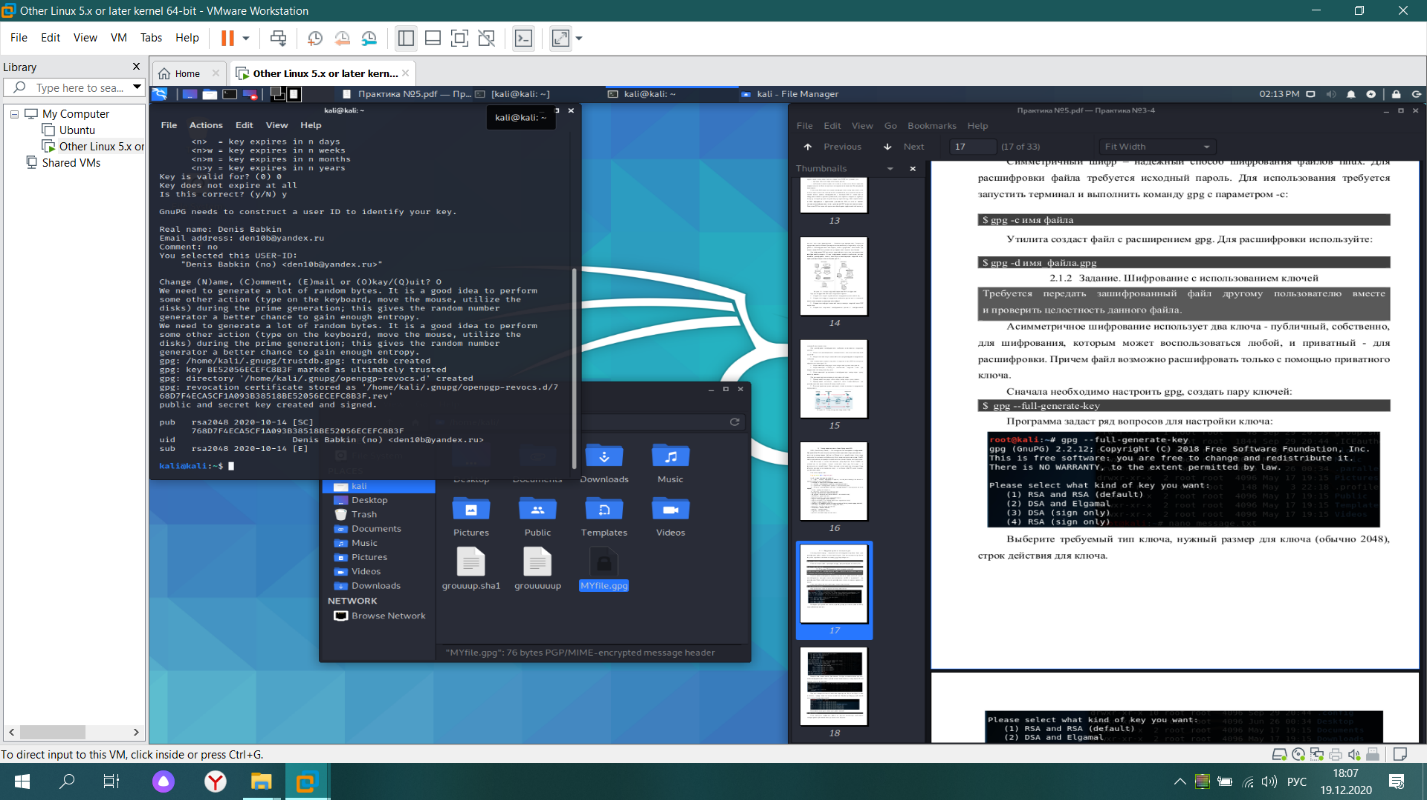 Other Linux 5.x or later kernel 64-bit - VMware Workstation
File Edit View VM Tabs Help
Library
Type here to sea...
My Computer
Ubuntu
Other Linux 5.x or
Shared VMs
Home
Other Linux 5.x or later kern...
Практика №5.pdf — Пр...
[kali@kali: ~]
kali@kali: ~
kali - File Manager
02:13 PM
kali@kali: ~
kali@kali: ~
File Actions Edit View Help
<n> = key expires in n days
<n>w = key expires in n weeks
<n>m = key expires in n months
<n>y = key expires in n years
Key is valid for? (0) 0
Key does not expire at all
Is this correct? (y/N) y
GnuPG needs to construct a user ID to identify your key.
Real name: Denis Babkin
Email address: den10b@yandex.ru
Comment: no
You selected this USER-ID:
"Denis Babkin (no) <den10b@yandex.ru>"
Change (N)ame, (C)omment, (E)mail or (O)kay/(Q)uit? O
We need to generate a lot of random bytes. It is a good idea to perform
some other action (type on the keyboard, move the mouse, utilize the
disks) during the prime generation; this gives the random number
generator a better chance to gain enough entropy.
We need to generate a lot of random bytes. It is a good idea to perform
some other action (type on the keyboard, move the mouse, utilize the
disks) during the prime generation; this gives the random number
generator a better chance to gain enough entropy.
gpg: /home/kali/.gnupg/trustdb.gpg: trustdb created
gpg: key BE52056ECEFC8B3F marked as ultimately trusted
gpg: directory '/home/kali/.gnupg/openpgp-revocs.d' created
gpg: revocation certificate stored as '/home/kali/.gnupg/openpgp-revocs.d/7
68D7F4ECA5CF1A093B38518BE52056ECEFC8B3F.rev'
public and secret key created and signed.
pub rsa2048 2020-10-14 [SC]
768D7F4ECA5CF1A093B38518BE52056ECEFC8B3F
uid Denis Babkin (no) <den10b@yandex.ru>
sub rsa2048 2020-10-14 [E]
kali@kali:~$
kali
Desktop
Trash
Documents
Music
Pictures
Videos
Downloads
NETWORK
Browse Network
Desktop Documents Downloads Music
Pictures Public Templates Videos
grouuup.sha1 grouuuuup MYfile.gpg
"MYfile.gpg": 76 bytes PGP/MIME-encrypted message header
Практика №5.pdf — Практика №3-4
File Edit View Go Bookmarks Help
Previous Next 17 (17 of 33) Fit Width
Thumbnails
13
14
15
16
17
18
Симметричный шифр – надежный способ шифрования файлов linux. Для
расшифровки файла требуется исходный пароль. Для использования требуется
запустить терминал и выполнить команду gpg с параметром -c:
$ gpg -c имя файла
Утилита создаст файл с расширением gpg. Для расшифровки используйте:
$ gpg -d имя_файла.gpg
2.1.2 Задание. Шифрование с использованием ключей
Требуется передать зашифрованный файл другому пользователю вместе
и проверить целостность данного файла.
Асимметричное шифрование использует два ключа - публичный, собственно,
для шифрования, которым может воспользоваться любой, и приватный - для
расшифровки. Причем файл возможно расшифровать только с помощью приватного
ключа.
Сначала необходимо настроить gpg, создать пару ключей:
$ gpg --full-generate-key
Программа задаст ряд вопросов для настройки ключа:
root@kali:~# gpg --full-generate-key
gpg (GnuPG) 2.2.12; Copyright (C) 2018 Free Software Foundation, Inc.
This is free software: you are free to change and redistribute it.
There is NO WARRANTY, to the extent permitted by law.
Please select what kind of key you want:
(1) RSA and RSA (default)
(2) DSA and Elgamal
(3) DSA (sign only)
(4) RSA (sign only)
Выберите требуемый тип ключа, нужный размер для ключа (обычно 2048),
строк действия для ключа.
Please select what kind of key you want:
(1) RSA and RSA (default)
(2) DSA and Elgamal
To direct input to this VM, click inside or press Ctrl+G.
РУС
18:07
19.12.2020